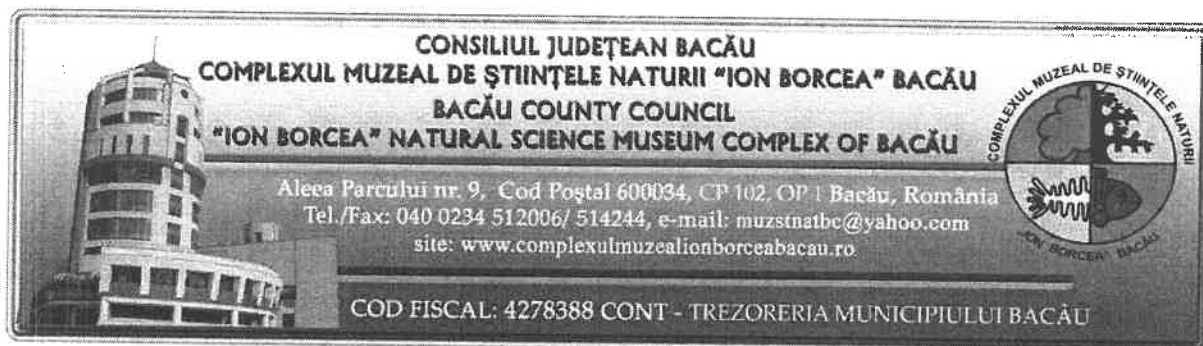 CONSILIUL JUDEȚEAN BACĂU
COMPLEXUL MUZEAL DE ȘTIINȚELE NATURII "ION BORCEA" BACĂU
BACĂU COUNTY COUNCIL
"ION BORCEA" NATURAL SCIENCE MUSEUM COMPLEX OF BACĂU
Aleea Parcului nr. 9, Cod Poștal 600034, CP 102, OP 1 Bacău, România
Tel./Fax: 040 0234 512006/ 514244, e-mail: muzstnatbc@yahoo.com
site: www.complexulmuzealionborceabacau.ro
COD FISCAL: 4278388 CONT - TREZORERIA MUNICIPIULUI BACĂU
COMPLEXUL MUZEAL DE ȘTIINȚELE NATURII
"ION BORCEA" BACĂU